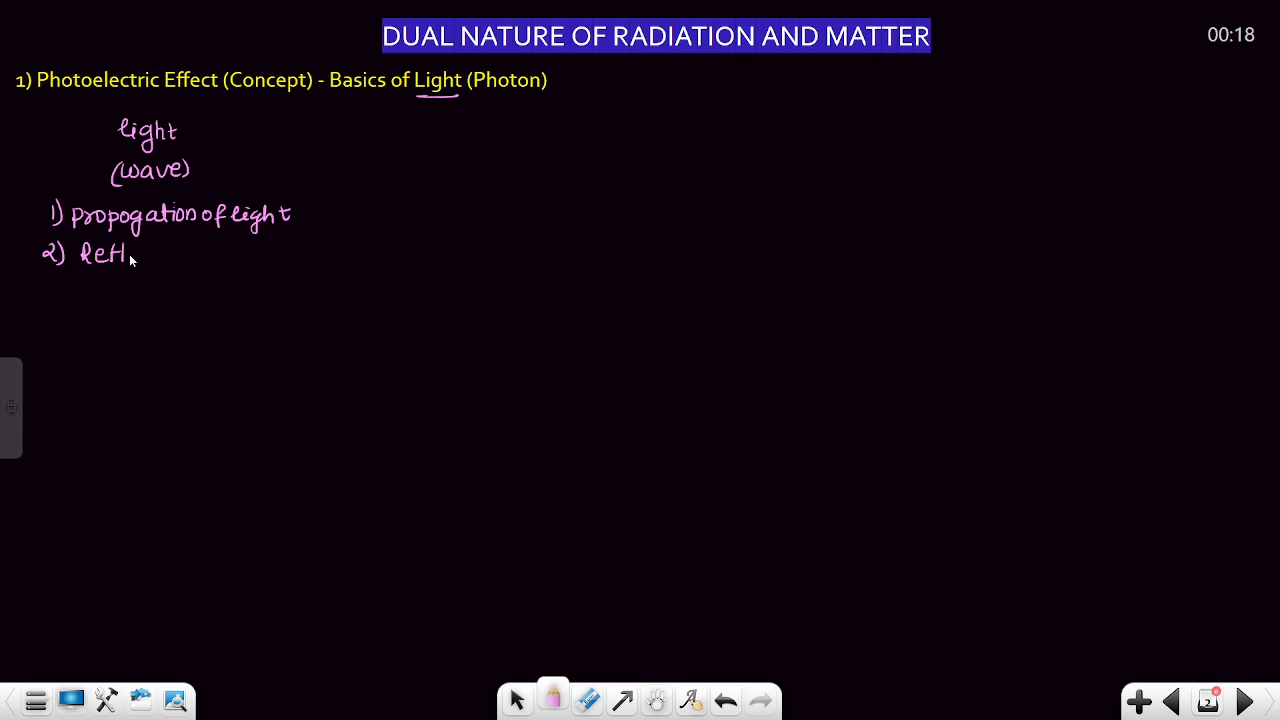 DUAL NATURE OF RADIATION AND MATTER
00:18
1) Photoelectric Effect (Concept) - Basics of Light (Photon)
light
(wave)
1) propogation of light
2) Refl
2